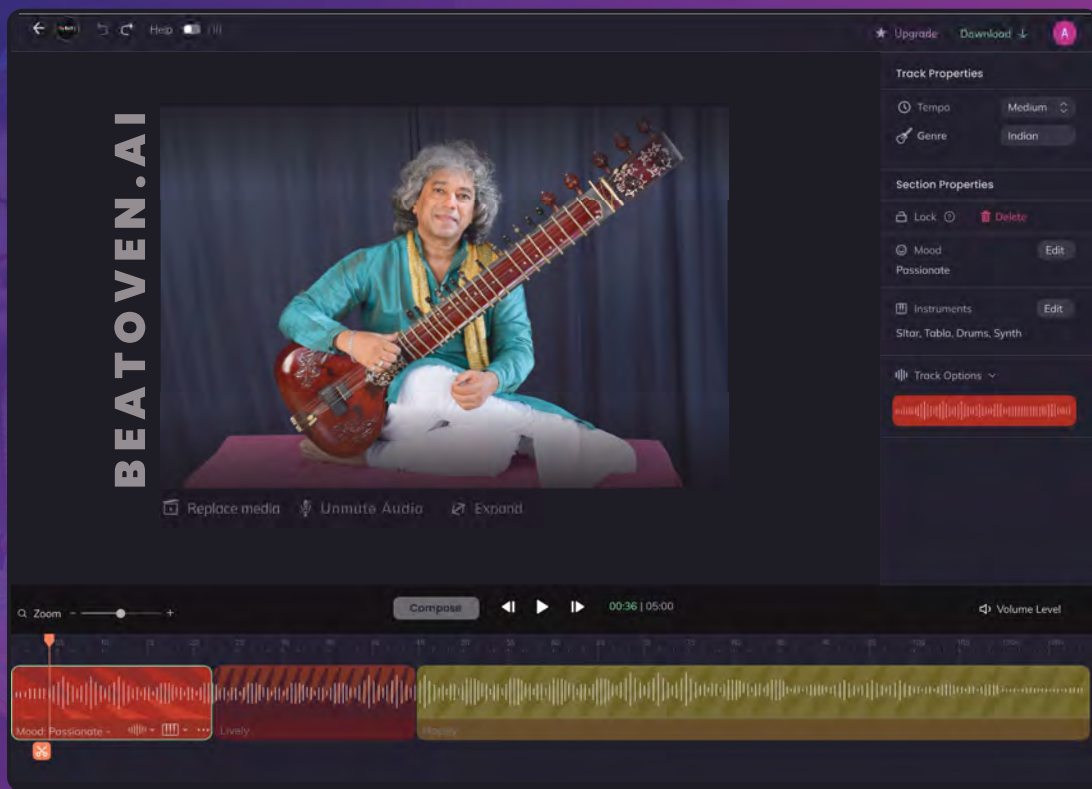 Help
Upgrade
Download
A
BEATOVEN.AI
Track Properties
Tempo
Medium
Genre
Indian
Section Properties
Lock
Delete
Mood
Edit
Passionate
Instruments
Edit
Sitar, Tabla, Drums, Synth
Track Options
Replace media
Unmute Audio
Expand
Zoom - +
Compose
00:36 | 05:00
Volume Level
Mood: Passionate
Lively
Happy